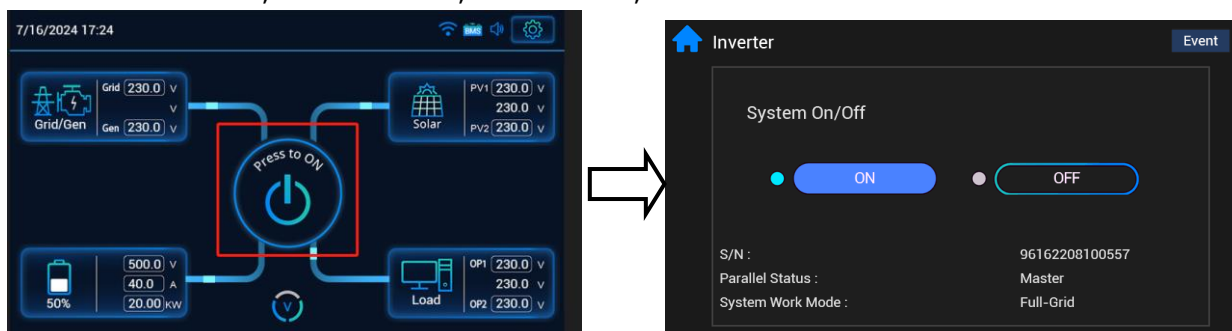 7/16/2024 17:24
BMS
Grid 230.0 V
V
Gen 230.0 V
Grid/Gen
PV1 230.0 V
230.0 V
PV2 230.0 V
Solar
Press to ON
500.0 V
40.0 A
20.00 KW
50%
V
OP1 230.0 V
230.0 V
OP2 230.0 V
Load
Inverter
Event
System On/Off
ON
OFF
S/N : 96162208100557
Parallel Status : Master
System Work Mode : Full-Grid